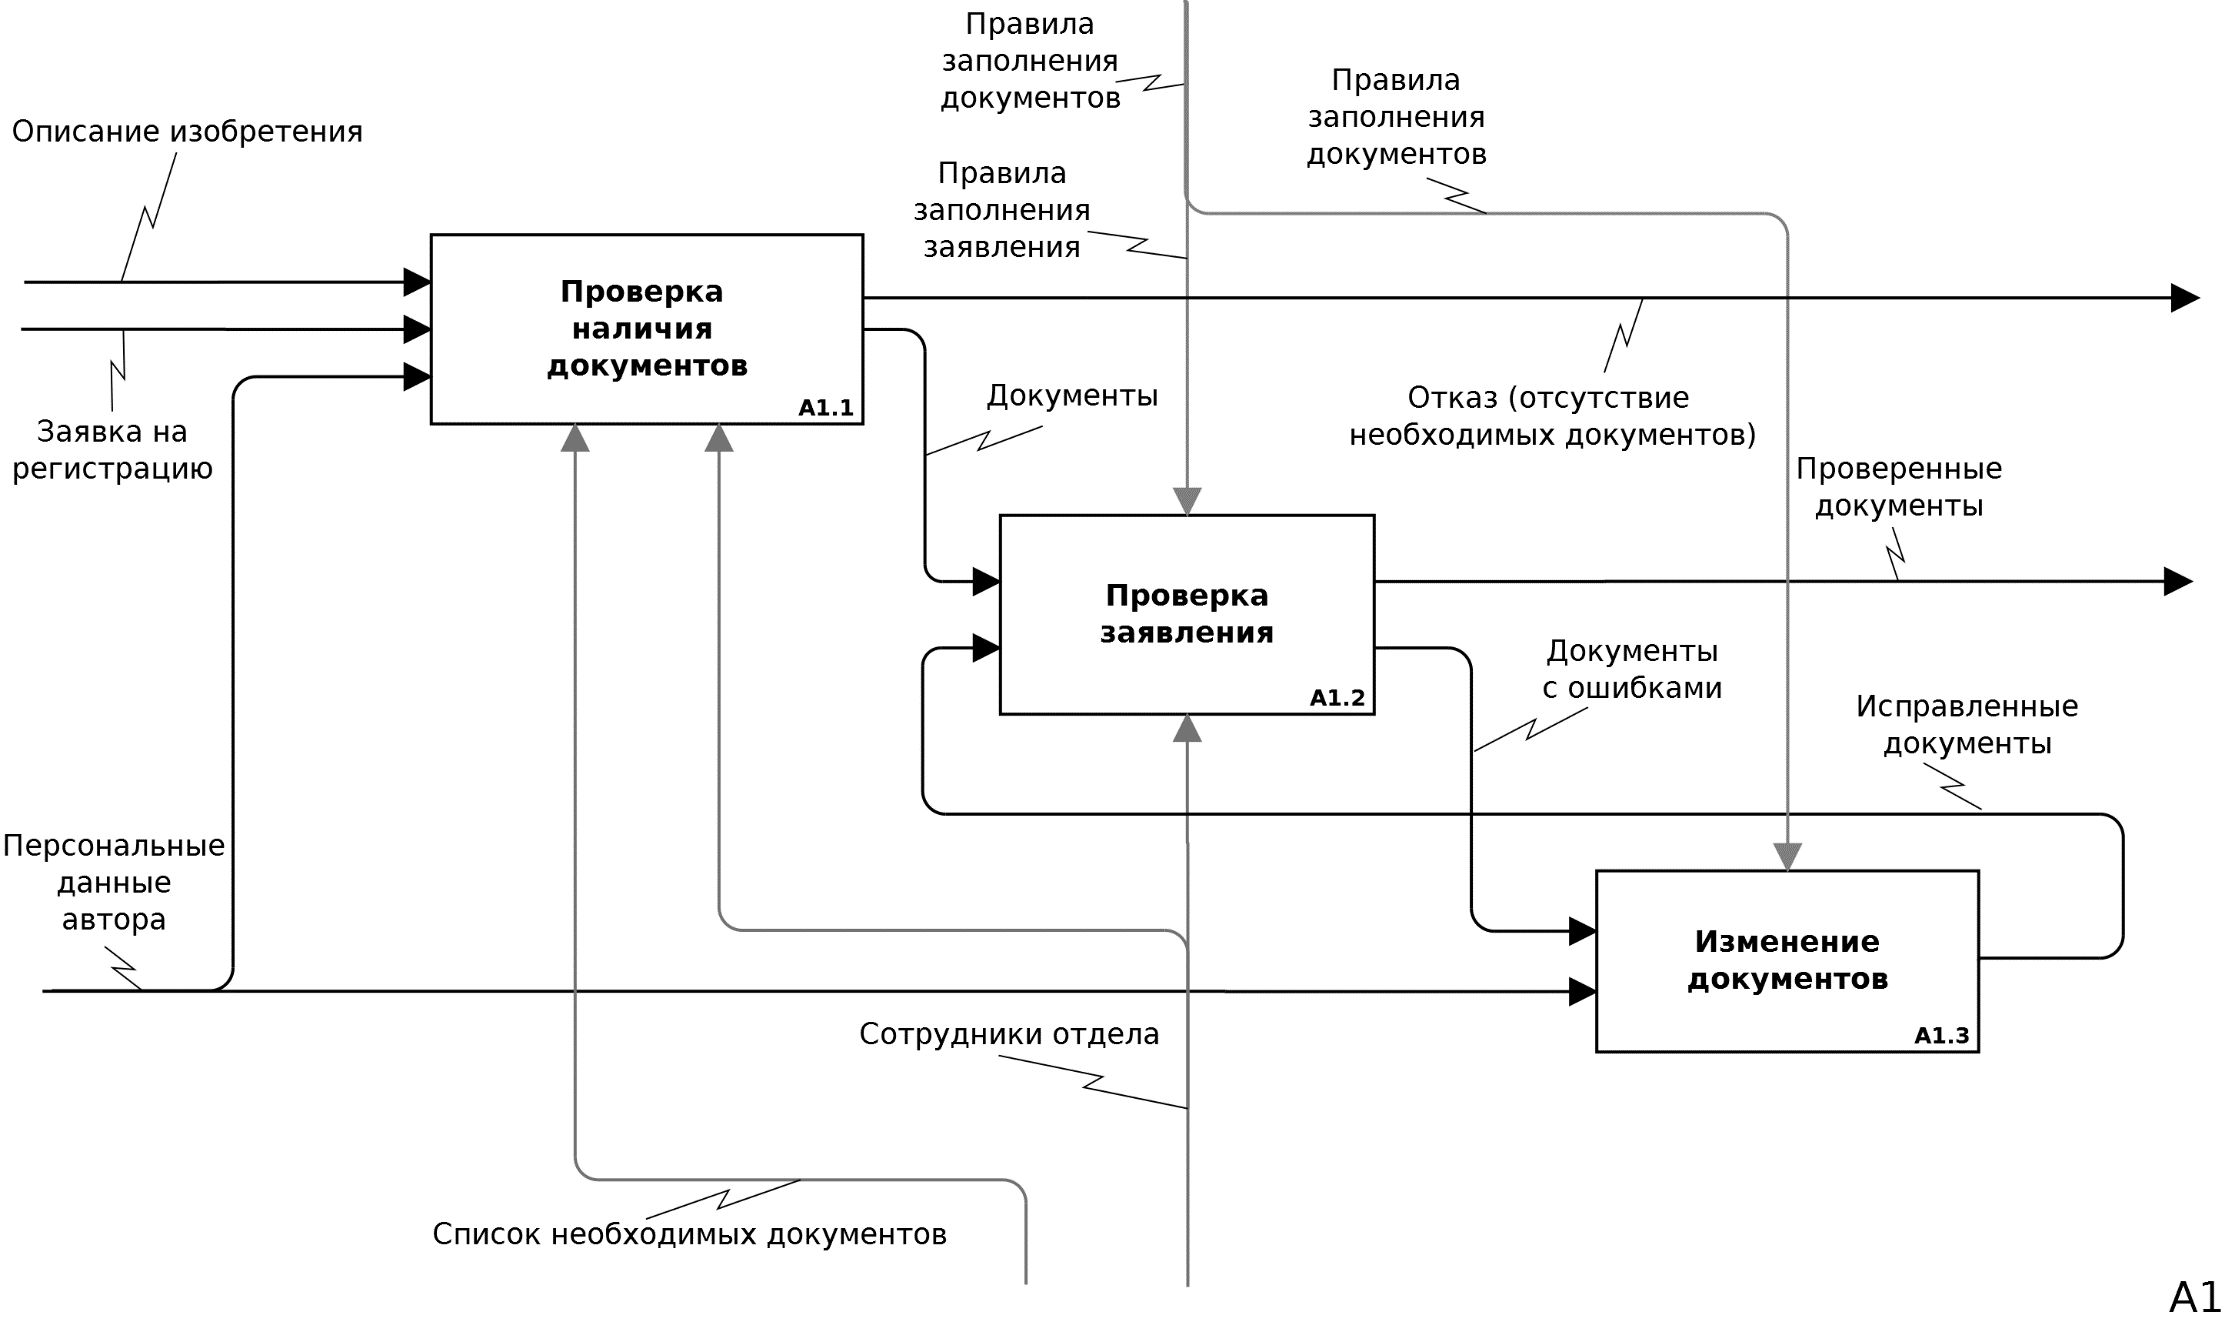 Правила
заполнения
документов
Правила
заполнения
документов
Описание изобретения
Правила
заполнения
заявления
Проверка
наличия
документов
A1.1
Документы
Отказ (отсутствие
необходимых документов)
Заявка на
регистрацию
Проверенные
документы
Проверка
заявления
A1.2
Документы
с ошибками
Исправленные
документы
Персональные
данные
автора
Изменение
документов
A1.3
Сотрудники отдела
Список необходимых документов
A1